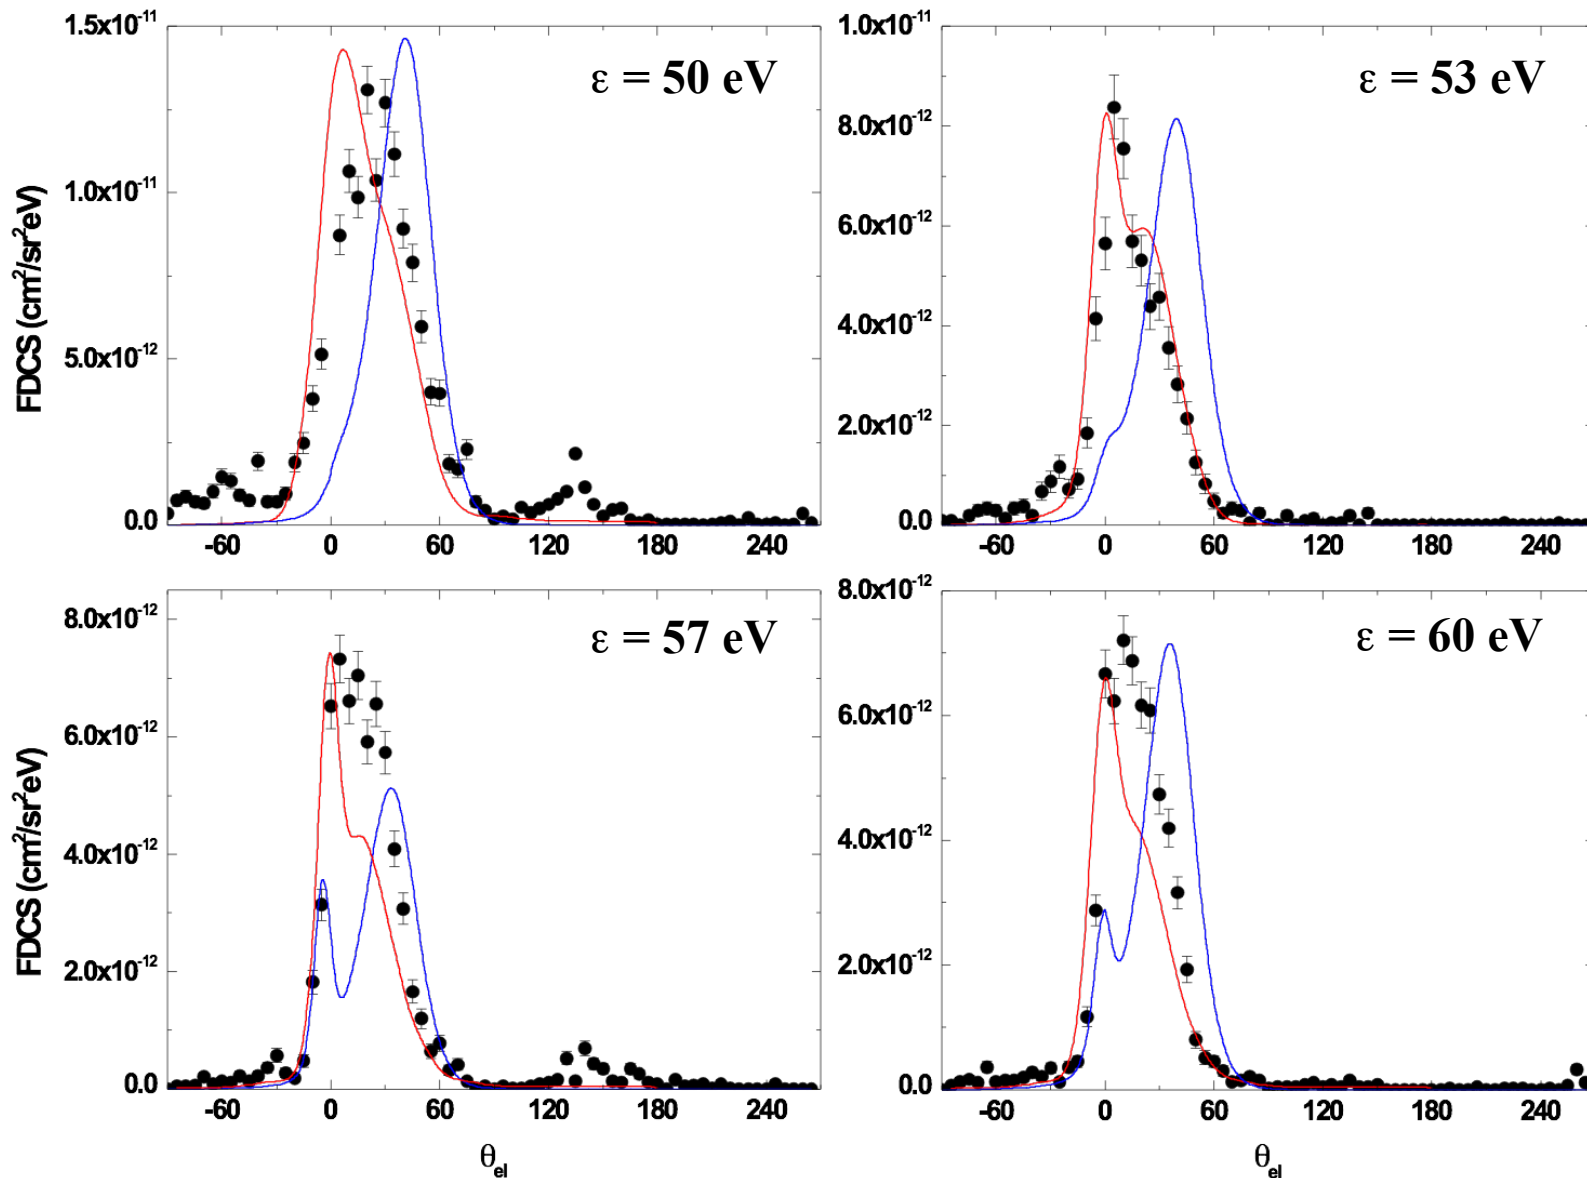 ε = 50 eV
1.5x10⁻¹¹
1.0x10⁻¹¹
5.0x10⁻¹²
0.0
FDCS (cm²/sr²eV)
-60 0 60 120 180 240
ε = 53 eV
1.0x10⁻¹¹
8.0x10⁻¹²
6.0x10⁻¹²
4.0x10⁻¹²
2.0x10⁻¹²
0.0
-60 0 60 120 180 240
ε = 57 eV
8.0x10⁻¹²
6.0x10⁻¹²
4.0x10⁻¹²
2.0x10⁻¹²
0.0
FDCS (cm²/sr²eV)
-60 0 60 120 180 240
θel
ε = 60 eV
8.0x10⁻¹²
6.0x10⁻¹²
4.0x10⁻¹²
2.0x10⁻¹²
0.0
-60 0 60 120 180 240
θel